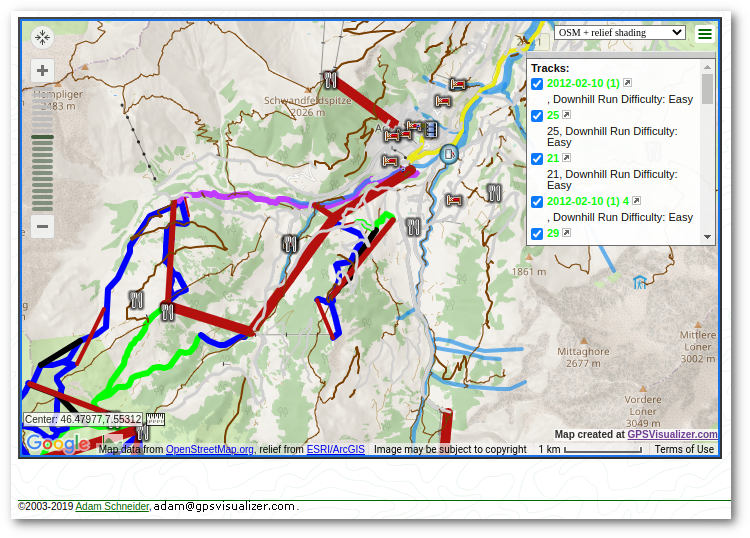 OSM + relief shading
Tracks:
2012-02-10 (1)
, Downhill Run Difficulty: Easy
25
25, Downhill Run Difficulty:
Easy
21
21, Downhill Run Difficulty:
Easy
2012-02-10 (1) 4
, Downhill Run Difficulty: Easy
29
2483 m
Schwandfeldspitze
2026 m
1861 m
Mittaghore
2677 m
Mittlere
Loner
3002 m
Vordere
Loner
3049 m
Center: 46.47977,7.55312
Map created at GPSVisualizer.com
Google
Map data from OpenStreetMap.org, relief from ESRI/ArcGIS
Image may be subject to copyright
1 km
Terms of Use
©2003-2019 Adam Schneider, adam@gpsvisualizer.com.